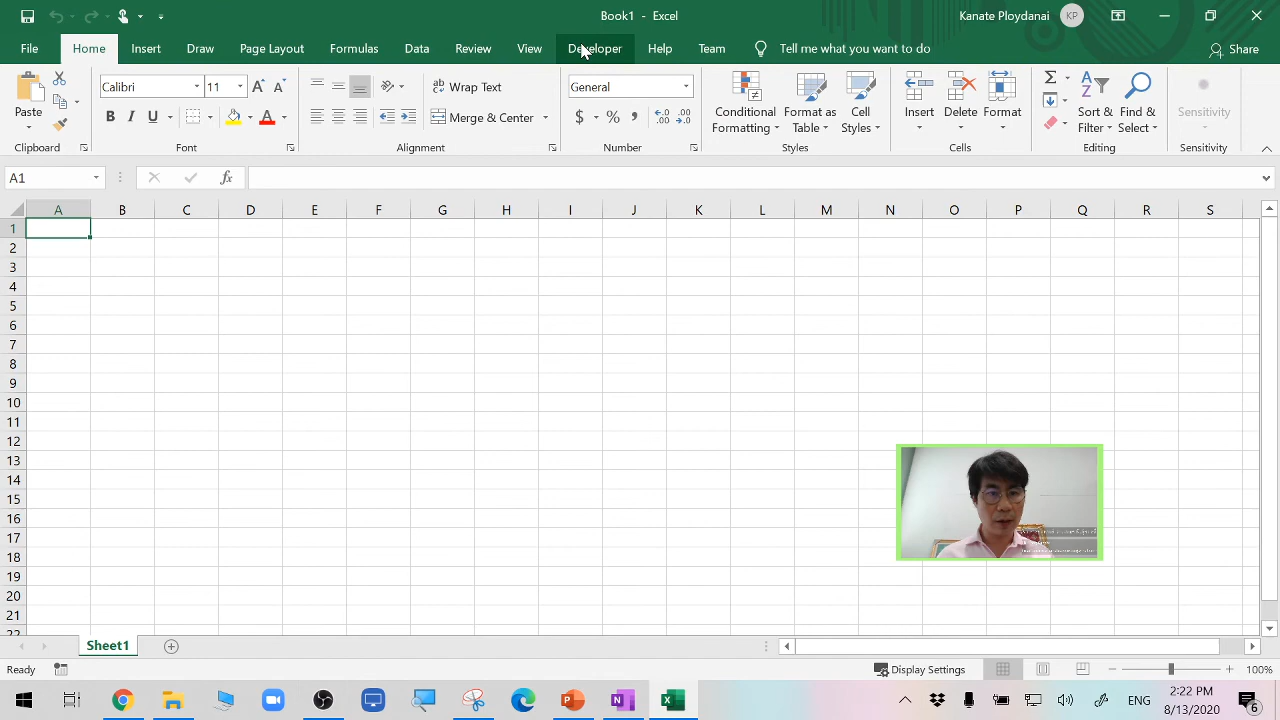 Book1 - Excel
Kanate Ploydanai
KP
File
Home
Insert
Draw
Page Layout
Formulas
Data
Review
View
Developer
Help
Team
Tell me what you want to do
Share
Paste
Clipboard
Calibri
11
B I U
Font
Wrap Text
Merge & Center
Alignment
General
$ % ,
Number
Conditional Formatting
Format as Table
Cell Styles
Styles
Insert
Delete
Format
Cells
Sort & Filter
Find & Select
Editing
Sensitivity
Sensitivity
A1
fx
A B C D E F G H I J K L M N O P Q R S
1
2
3
4
5
6
7
8
9
10
11
12
13
14
15
16
17
18
19
20
21
22
Sheet1
Ready
Display Settings
100%
ENG
2:22 PM
8/13/2020
6